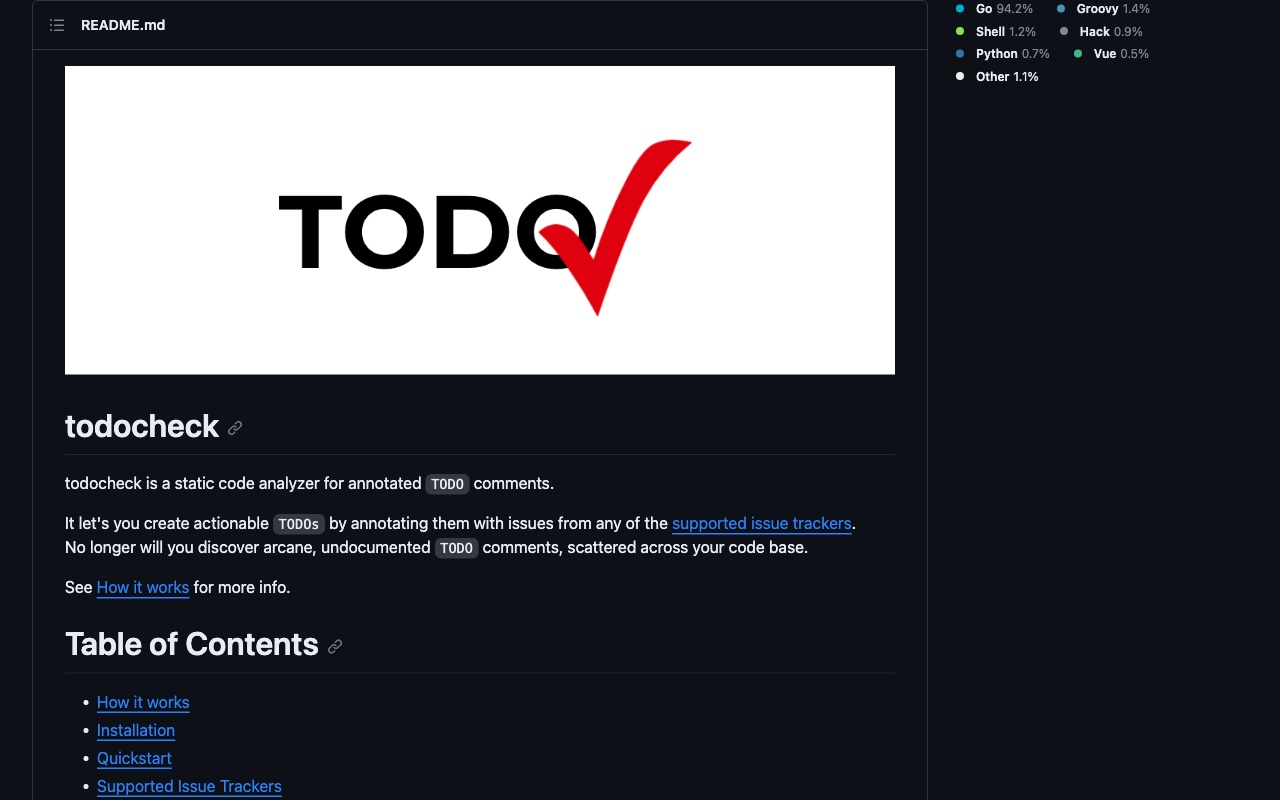 README.md
TODO
todocheck
todocheck is a static code analyzer for annotated TODO comments.
It let's you create actionable TODOs by annotating them with issues from any of the supported issue trackers.
No longer will you discover arcane, undocumented TODO comments, scattered across your code base.
See How it works for more info.
Table of Contents
How it works
Installation
Quickstart
Supported Issue Trackers
Go 94.2% Groovy 1.4%
Shell 1.2% Hack 0.9%
Python 0.7% Vue 0.5%
Other 1.1%